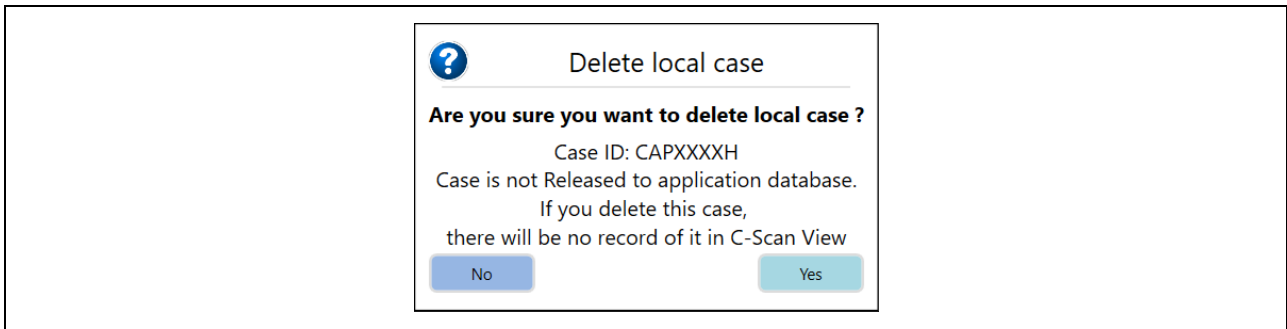 ?
Delete local case
Are you sure you want to delete local case ?
Case ID: CAPXXXXH
Case is not Released to application database.
If you delete this case,
there will be no record of it in C-Scan View
No
Yes